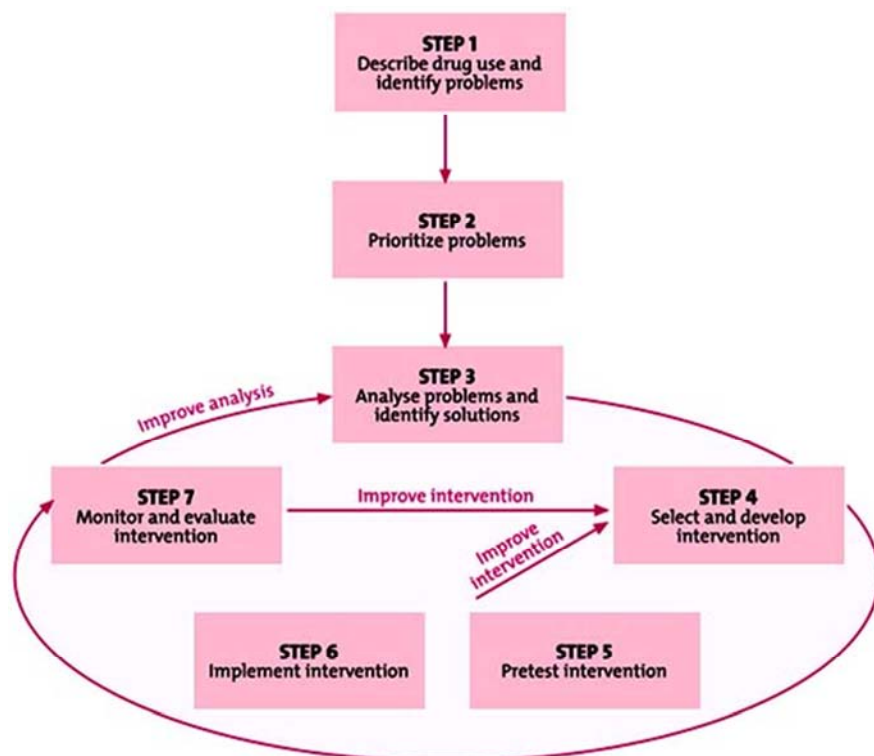 STEP 1
Describe drug use and
identify problems
STEP 2
Prioritize problems
STEP 3
Analyse problems and
identify solutions
Improve analysis
STEP 7
Monitor and evaluate
intervention
Improve intervention
STEP 4
Select and develop
intervention
Improve
intervention
STEP 6
Implement intervention
STEP 5
Pretest intervention